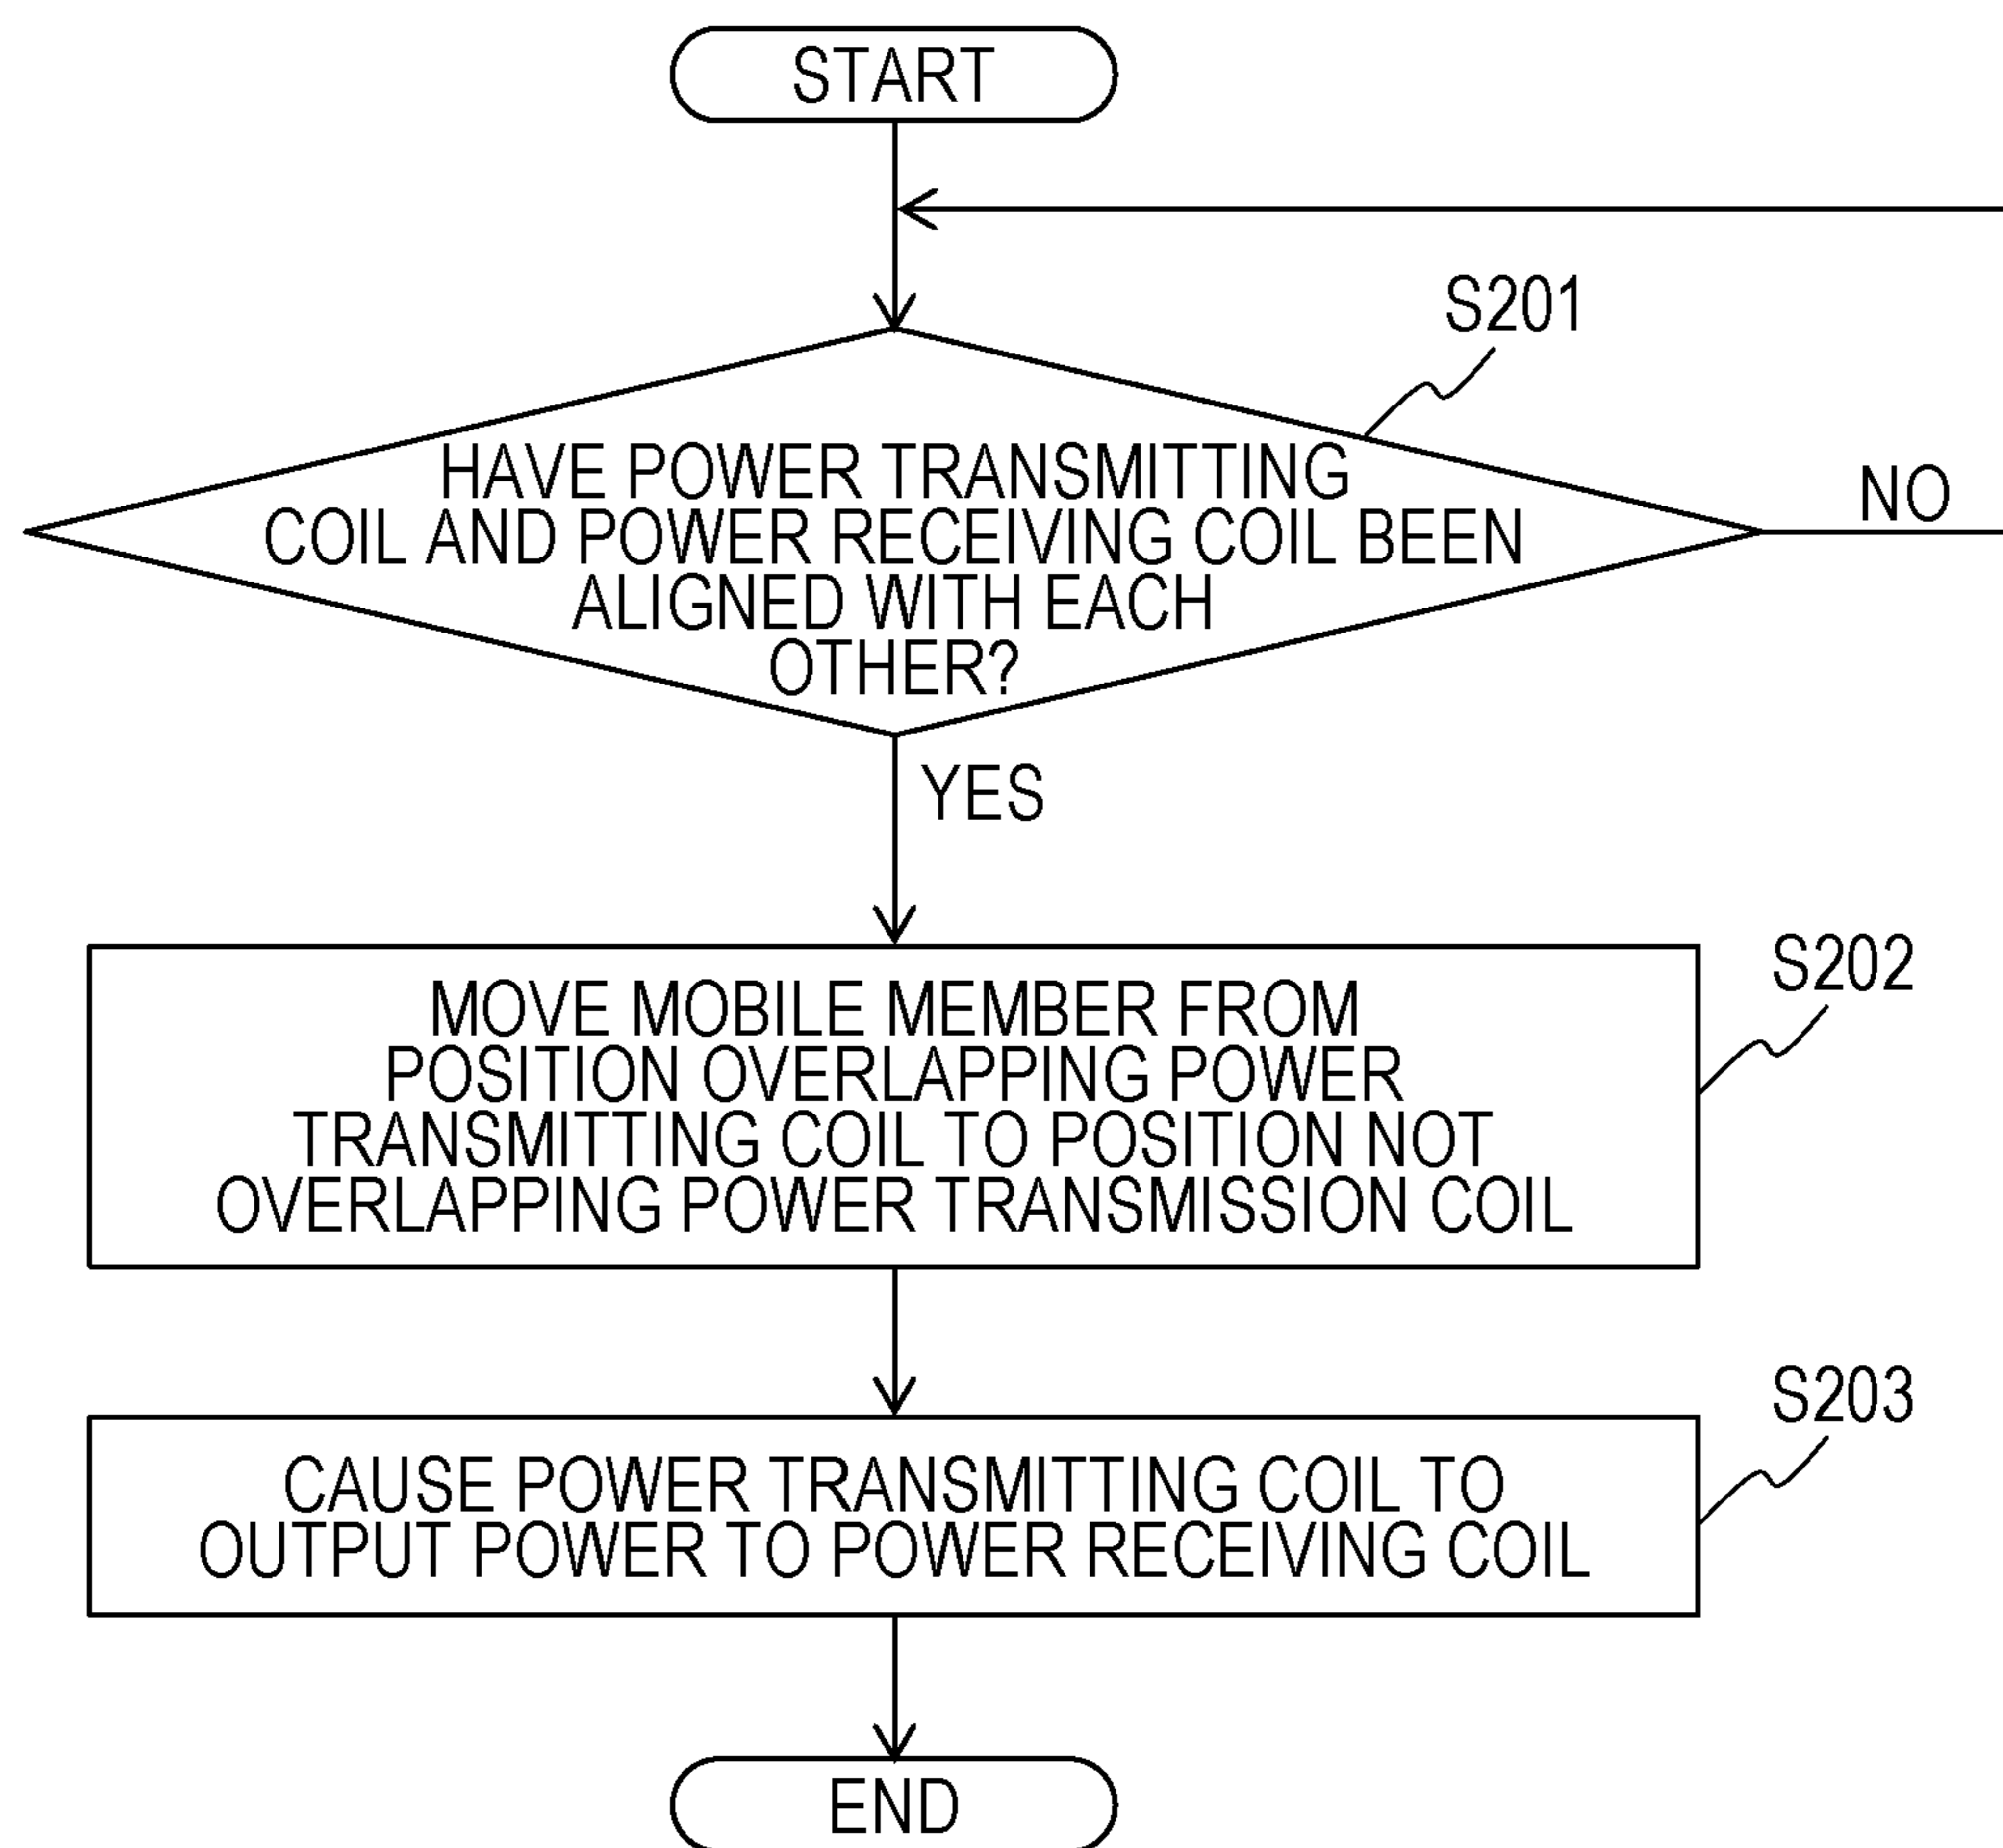 START
S201
HAVE POWER TRANSMITTING
COIL AND POWER RECEIVING COIL BEEN
ALIGNED WITH EACH
OTHER?
NO
YES
S202
MOVE MOBILE MEMBER FROM
POSITION OVERLAPPING POWER
TRANSMITTING COIL TO POSITION NOT
OVERLAPPING POWER TRANSMISSION COIL
S203
CAUSE POWER TRANSMITTING COIL TO
OUTPUT POWER TO POWER RECEIVING COIL
END